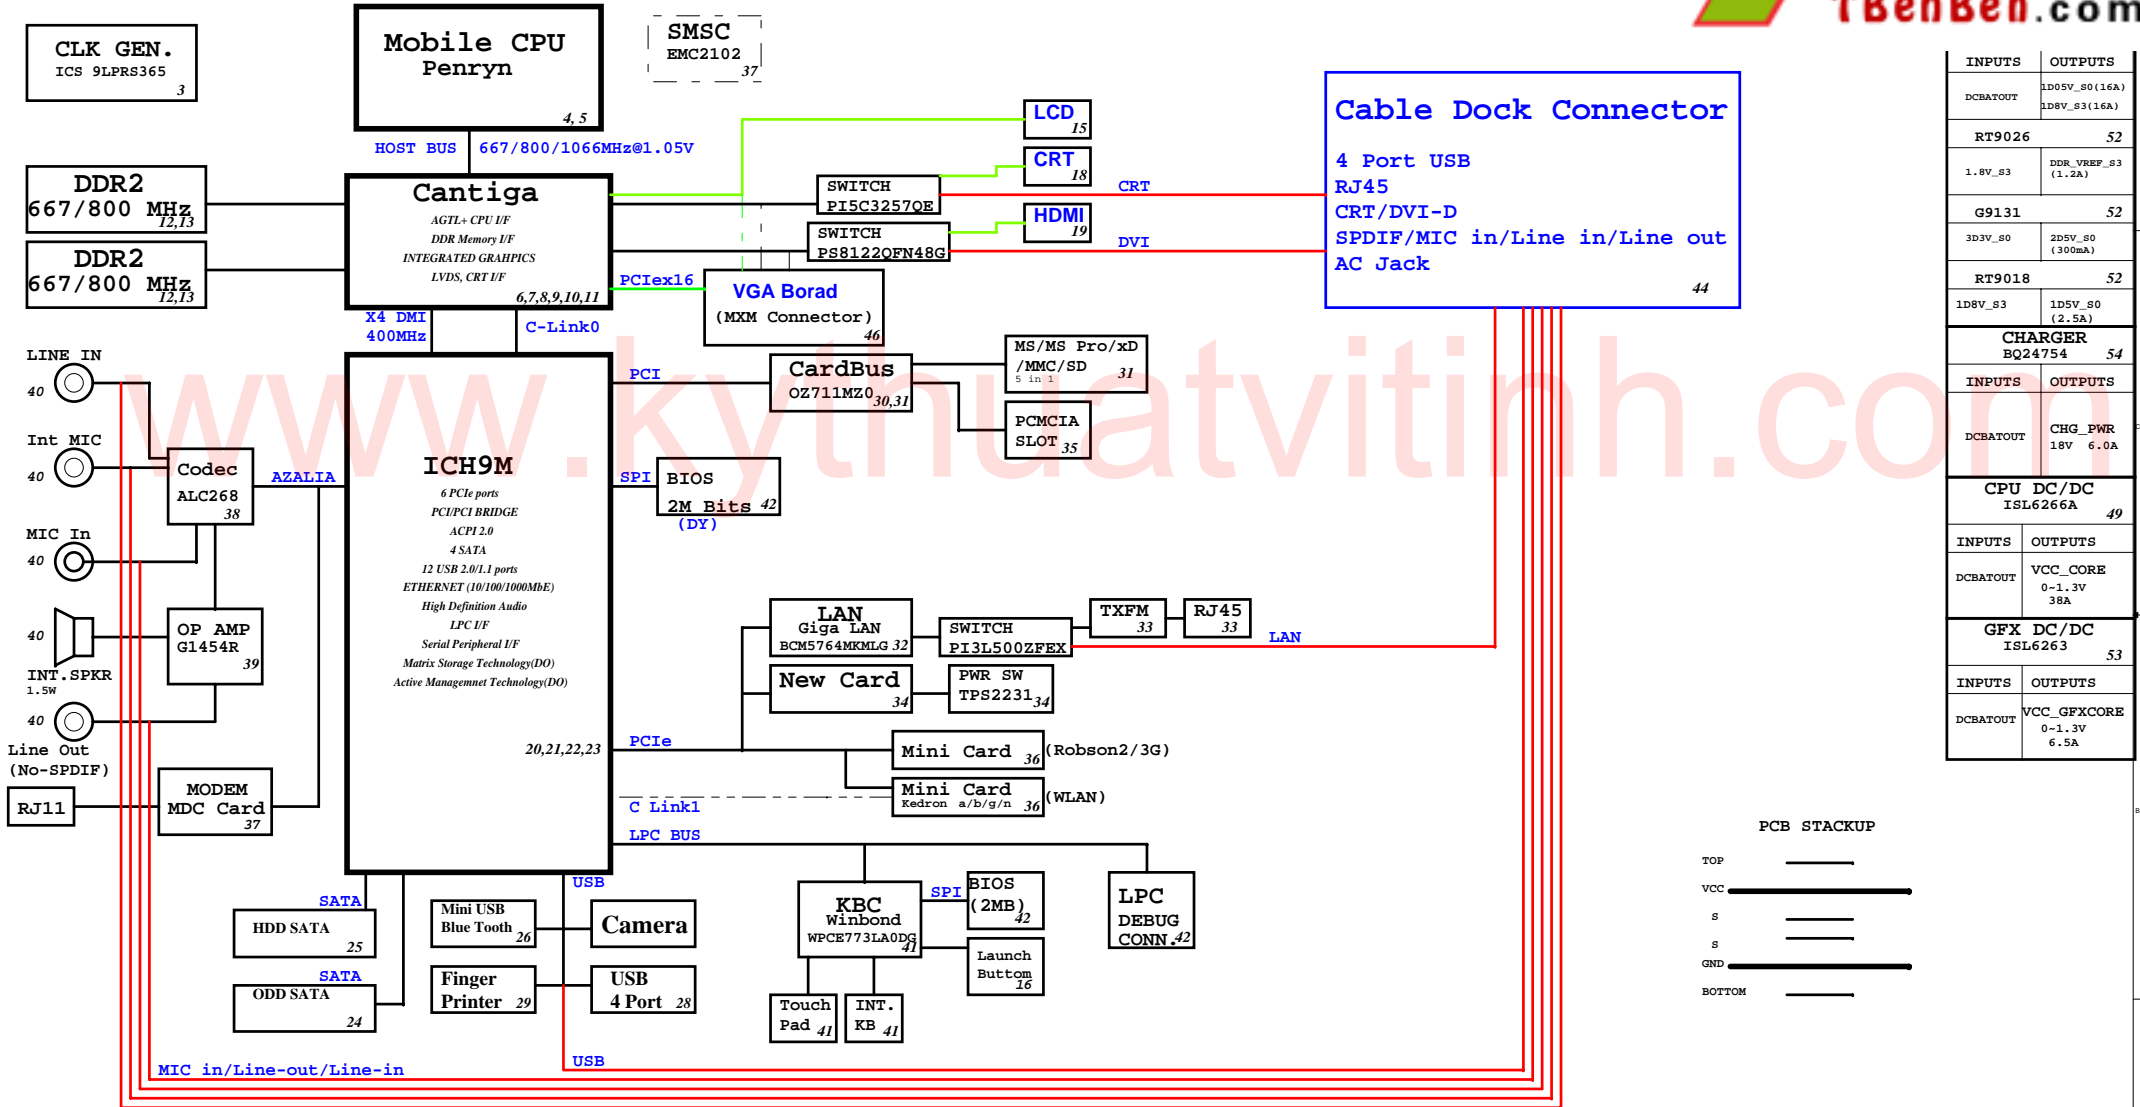 TBenBen.com
CLK GEN.
ICS 9LPRS365
3
Mobile CPU
Penryn
4, 5
SMSC
EMC2102
37
HOST BUS
667/800/1066MHz@1.05V
DDR2
667/800 MHz
12,13
DDR2
667/800 MHz
12,13
Cantiga
AGTL+ CPU I/F
DDR Memory I/F
INTEGRATED GRAHPICS
LVDS, CRT I/F
6,7,8,9,10,11
LCD
15
CRT
18
HDMI
19
SWITCH
PI5C3257QE
SWITCH
PS8122QFN48G
CRT
DVI
PCIex16
VGA Borad
(MXM Connector)
46
Cable Dock Connector
4 Port USB
RJ45
CRT/DVI-D
SPDIF/MIC in/Line in/Line out
AC Jack
44
X4 DMI
400MHz
C-Link0
www.kythuatvitinh.com
LINE IN
40
Int MIC
40
MIC In
40
40
INT.SPKR
1.5W
40
Line Out
(No-SPDIF)
RJ11
Codec
ALC268
38
AZALIA
OP AMP
G1454R
39
MODEM
MDC Card
37
ICH9M
6 PCIe ports
PCI/PCI BRIDGE
ACPI 2.0
4 SATA
12 USB 2.0/1.1 ports
ETHERNET (10/100/1000MbE)
High Definition Audio
LPC I/F
Serial Peripheral I/F
Matrix Storage Technology(DO)
Active Managemnet Technology(DO)
20,21,22,23
PCI
CardBus
OZ711MZ0
30,31
MS/MS Pro/xD
/MMC/SD
5 in 1
31
PCMCIA
SLOT
35
SPI
BIOS
2M Bits
42
(DY)
LAN
Giga LAN
BCM5764MKMLG
32
SWITCH
PI3L500ZFEX
TXFM
33
RJ45
33
LAN
New Card
34
PWR SW
TPS2231
34
PCIe
Mini Card
36
(Robson2/3G)
Mini Card
Kedron a/b/g/n
36
(WLAN)
C Link1
LPC BUS
KBC
Winbond
WPCE773LA0DG
41
SPI
BIOS
(2MB)
42
Launch
Buttom
16
LPC
DEBUG
CONN.
42
Touch
Pad
41
INT.
KB
41
SATA
HDD SATA
25
SATA
ODD SATA
24
USB
Mini USB
Blue Tooth
26
Camera
Finger
Printer
29
USB
4 Port
28
USB
MIC in/Line-out/Line-in
INPUTS OUTPUTS
DCBATOUT
1D05V_S0(16A)
1D8V_S3(16A)
RT9026 52
1.8V_S3
DDR_VREF_S3
(1.2A)
G9131 52
3D3V_S0
2D5V_S0
(300mA)
RT9018 52
1D8V_S3
1D5V_S0
(2.5A)
CHARGER
BQ24754 54
INPUTS OUTPUTS
DCBATOUT
CHG_PWR
18V 6.0A
CPU DC/DC
ISL6266A 49
INPUTS OUTPUTS
DCBATOUT
VCC_CORE
0~1.3V
38A
GFX DC/DC
ISL6263
53
INPUTS OUTPUTS
DCBATOUT
VCC_GFXCORE
0~1.3V
6.5A
B
PCB STACKUP
TOP
VCC
S
S
GND
BOTTOM